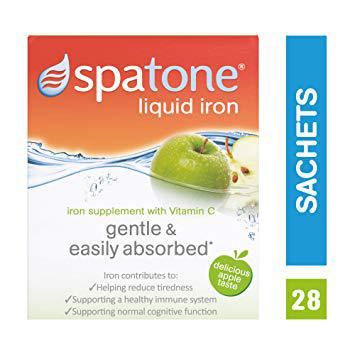 spatone®
liquid iron
iron supplement with Vitamin C
gentle &
easily absorbed*
delicious
apple
taste
Iron contributes to:
✓Helping reduce tiredness
✓Supporting a healthy immune system
✓Supporting normal cognitive function
SACHETS
28